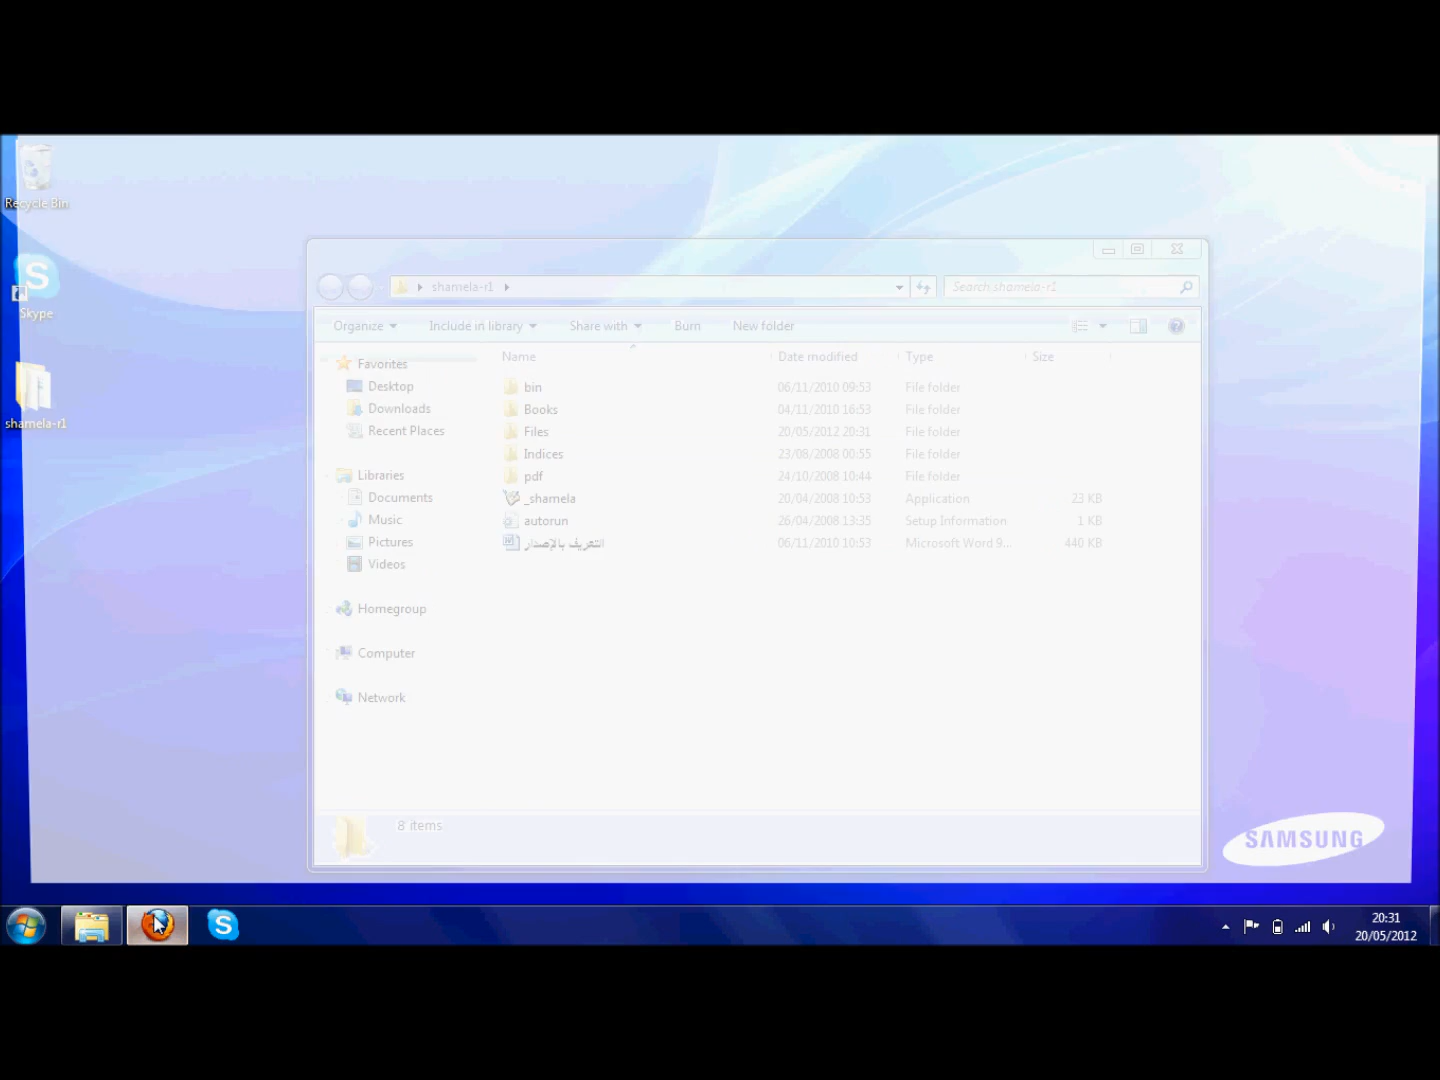 Recycle Bin
Skype
shamela-r1
shamela-r1
Search shamela-r1
Organize Include in library Share with Burn New folder
Name Date modified Type Size
Favorites
Desktop
Downloads
Recent Places
Libraries
Documents
Music
Pictures
Videos
Homegroup
Computer
Network
bin 06/11/2010 09:53 File folder
Books 04/11/2010 16:53 File folder
Files 20/05/2012 20:31 File folder
Indices 23/08/2008 00:55 File folder
pdf 24/10/2008 10:44 File folder
_shamela 20/04/2008 10:53 Application 23 KB
autorun 26/04/2008 13:35 Setup Information 1 KB
التعريف بالإصدار 06/11/2010 10:53 Microsoft Word 9... 440 KB
8 items
SAMSUNG
20:31
20/05/2012